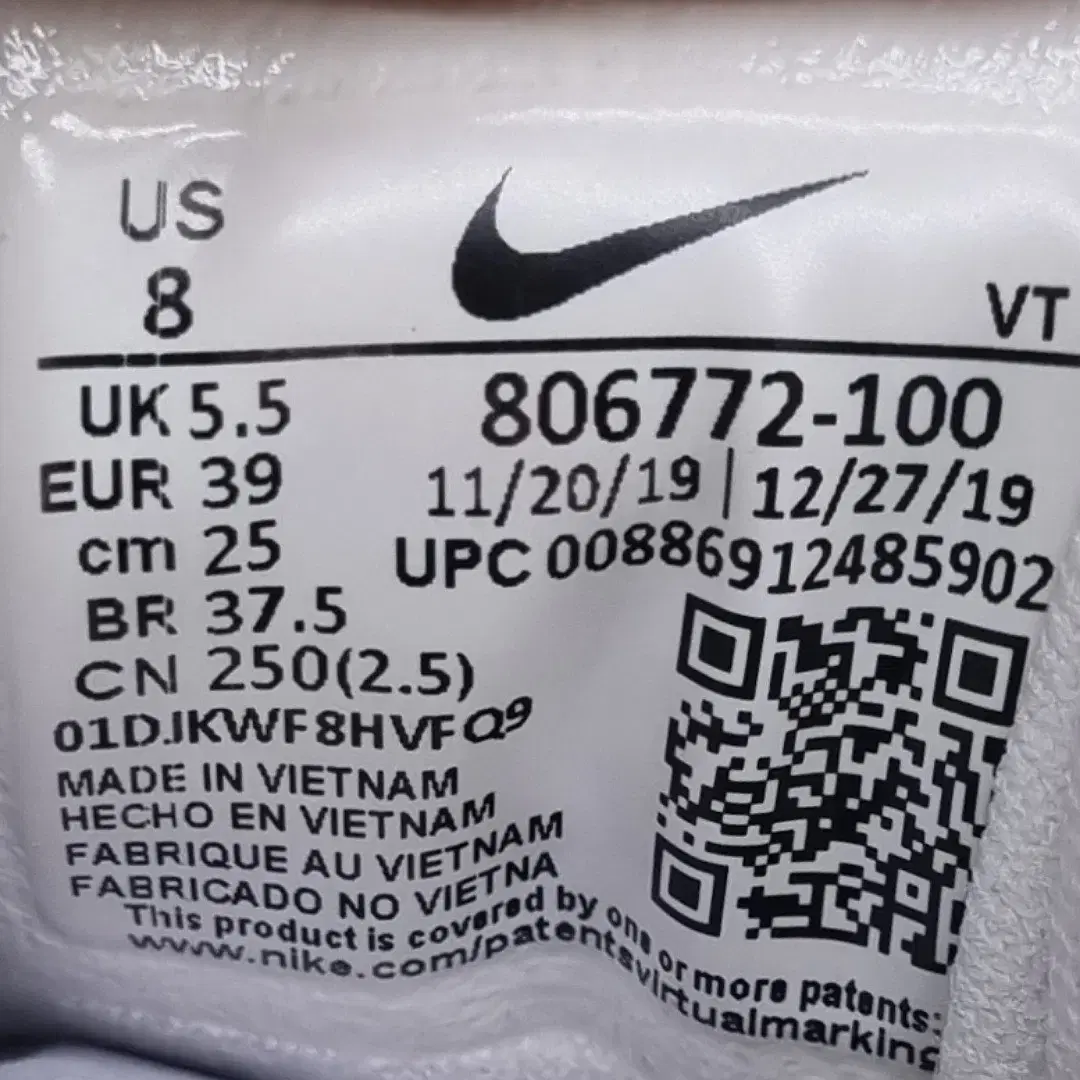 US
8
VT
UK 5.5
806772-100
EUR 39
11/20/19 | 12/27/19
cm 25
UPC 00886912485902
BR 37.5
CN 250(2.5)
01DJKWF8HVFQ9
MADE IN VIETNAM
HECHO EN VIETNAM
FABRIQUE AU VIETNAM
FABRICADO NO VIETNA
This product is covered by one or more patents:
www.nike.com/patentsvirtualmarking